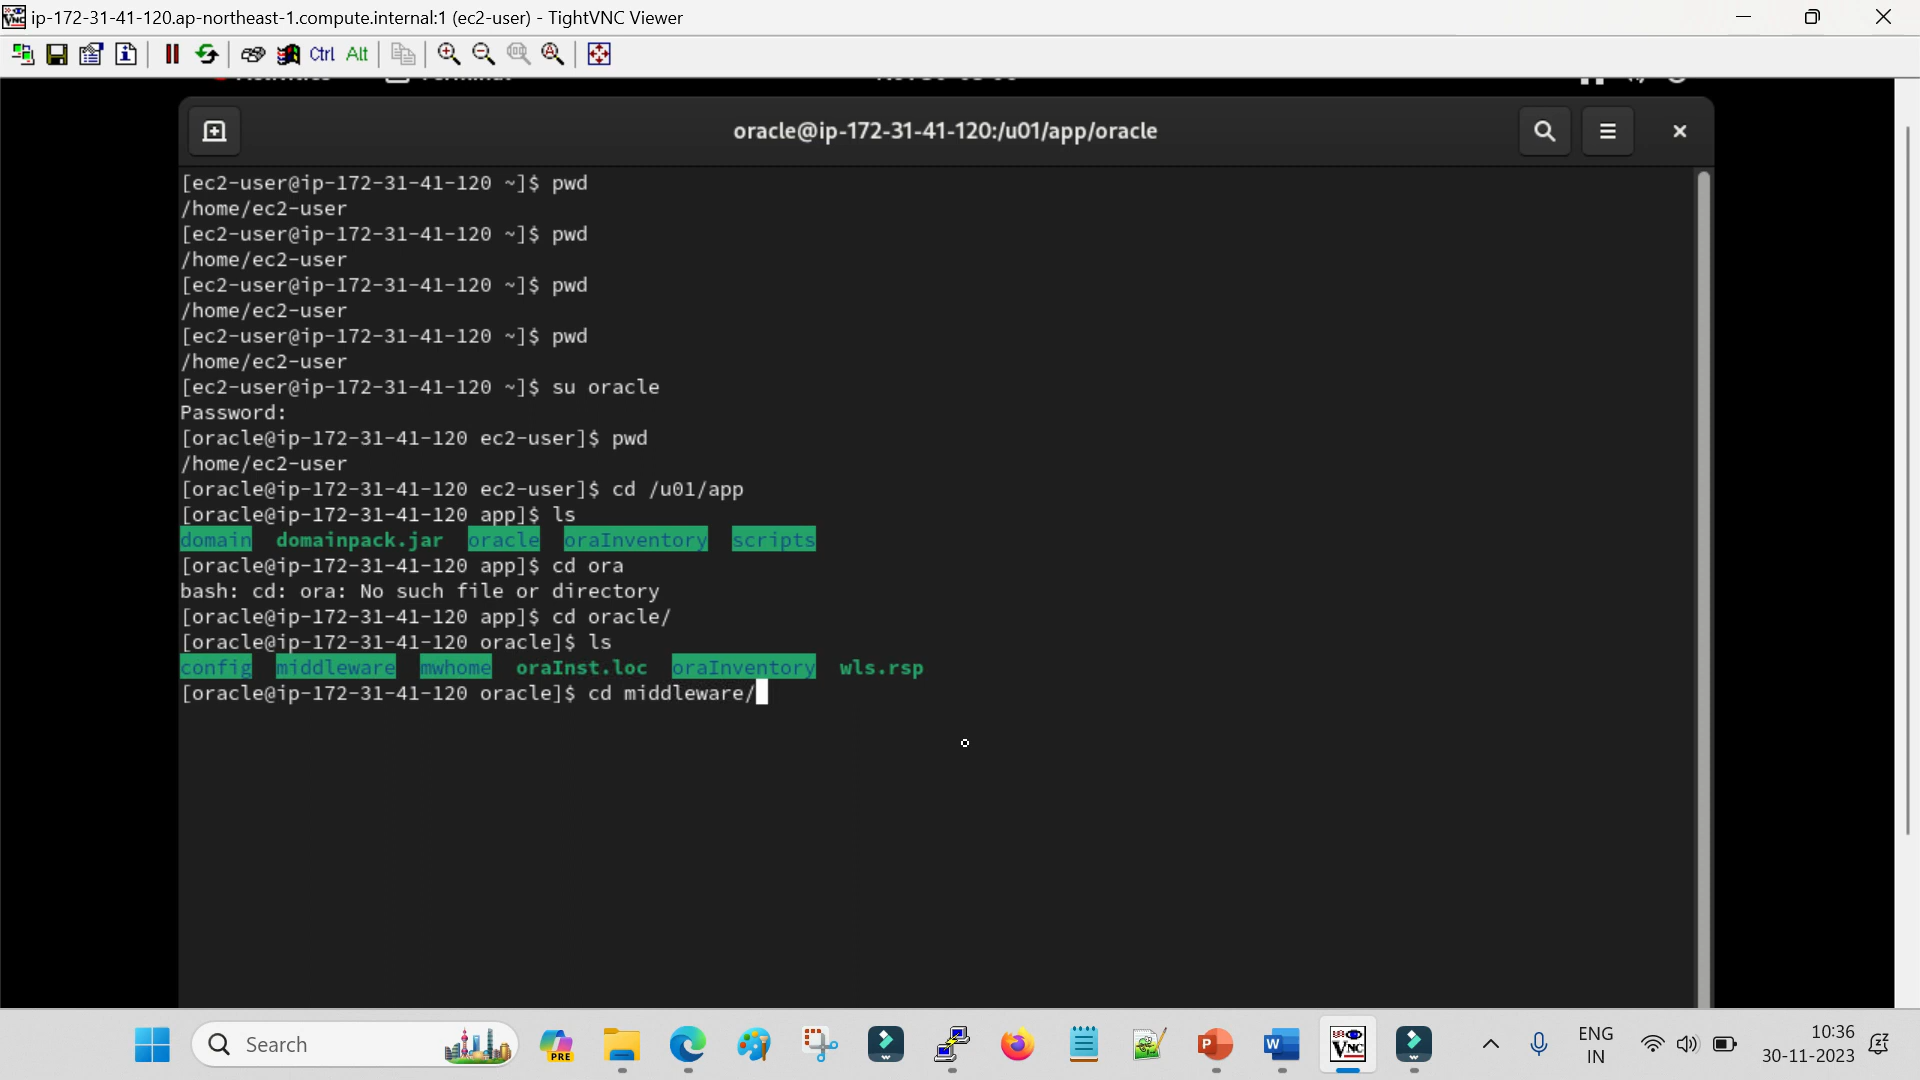 ip-172-31-41-120.ap-northeast-1.compute.internal:1 (ec2-user) - TightVNC Viewer
Ctrl Alt
oracle@ip-172-31-41-120:/u01/app/oracle
[ec2-user@ip-172-31-41-120 ~]$ pwd
/home/ec2-user
[ec2-user@ip-172-31-41-120 ~]$ pwd
/home/ec2-user
[ec2-user@ip-172-31-41-120 ~]$ pwd
/home/ec2-user
[ec2-user@ip-172-31-41-120 ~]$ pwd
/home/ec2-user
[ec2-user@ip-172-31-41-120 ~]$ su oracle
Password:
[oracle@ip-172-31-41-120 ec2-user]$ pwd
/home/ec2-user
[oracle@ip-172-31-41-120 ec2-user]$ cd /u01/app
[oracle@ip-172-31-41-120 app]$ ls
domain domainpack.jar oracle oraInventory scripts
[oracle@ip-172-31-41-120 app]$ cd ora
bash: cd: ora: No such file or directory
[oracle@ip-172-31-41-120 app]$ cd oracle/
[oracle@ip-172-31-41-120 oracle]$ ls
config middleware mwhome oraInst.loc oraInventory wls.rsp
[oracle@ip-172-31-41-120 oracle]$ cd middleware/
Search
PRE
ENG
IN
10:36
30-11-2023